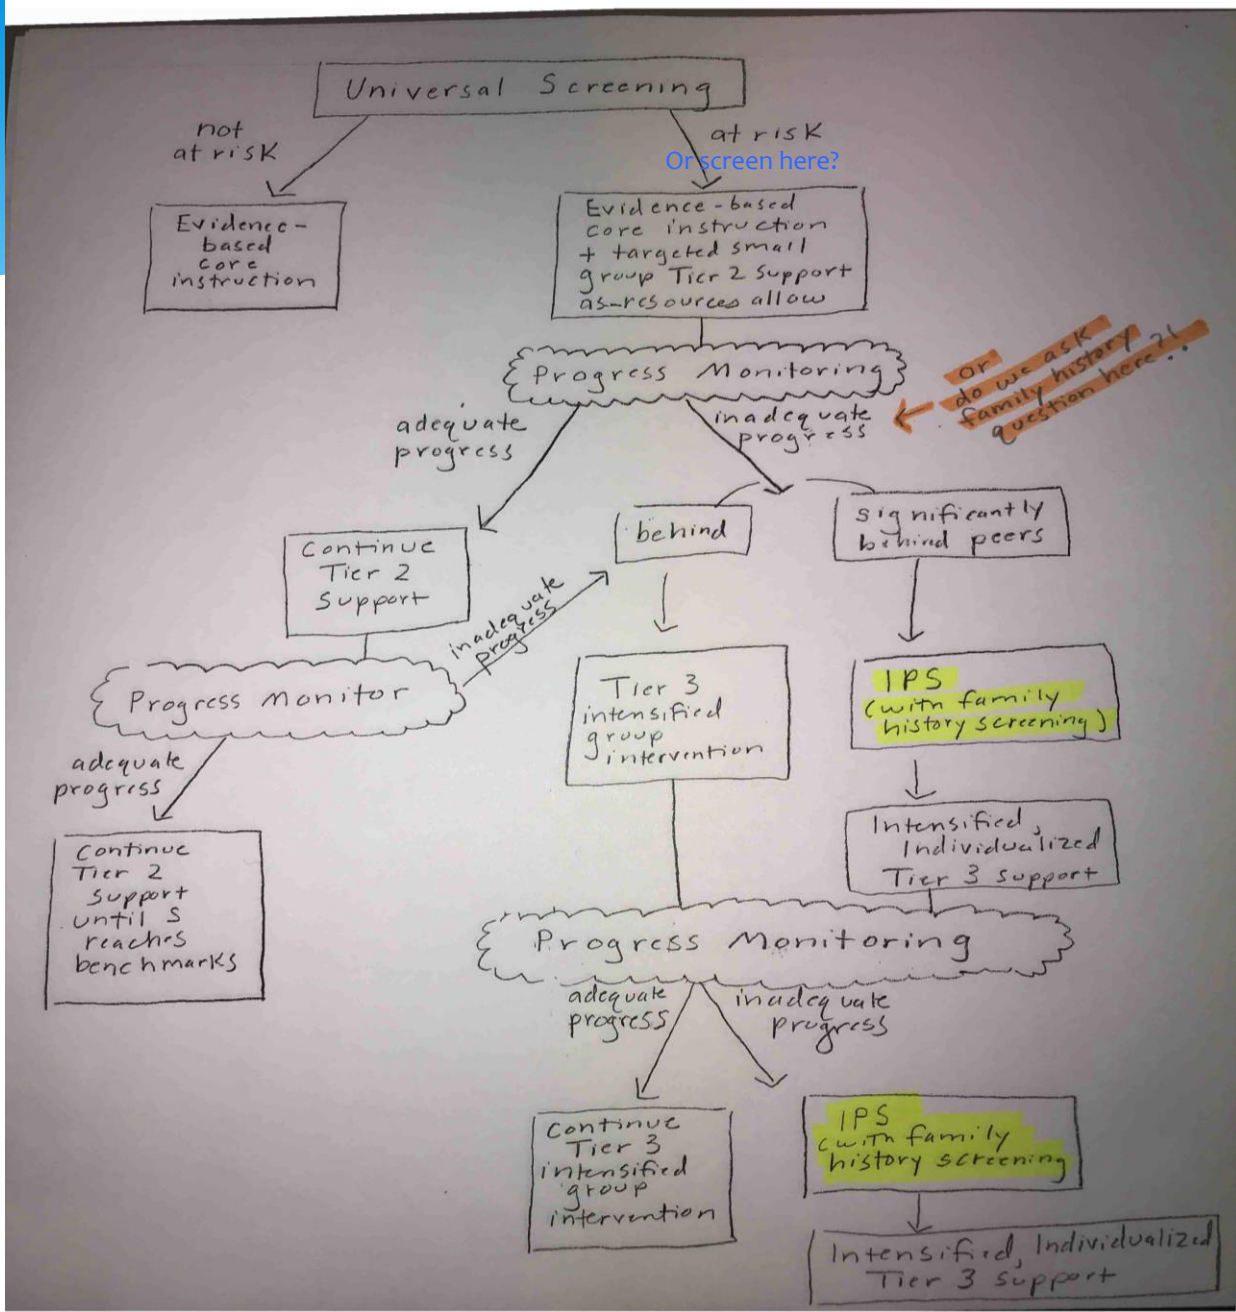 Universal Screening
not
at risk
at risk
Or screen here?
Evidence-
based
core
instruction
Evidence-based
core instruction
+ targeted small
group Tier 2 support
as-resources allow
Progress Monitoring
or
do we ask
family history
question here?!
adequate
progress
inadequate
progress
behind
significantly
behind peers
continue
Tier 2
support
inadequate
progress
Progress monitor
Tier 3
intensified
group
intervention
IPS
(with family
history screening)
adequate
progress
continue
Tier 2
support
until S
reaches
benchmarks
Intensified,
Individualized
Tier 3 support
Progress Monitoring
adequate
progress
inadequate
progress
continue
Tier 3
intensified
group
intervention
IPS
(with family
history screening
Intensified, Individualized
Tier 3 support